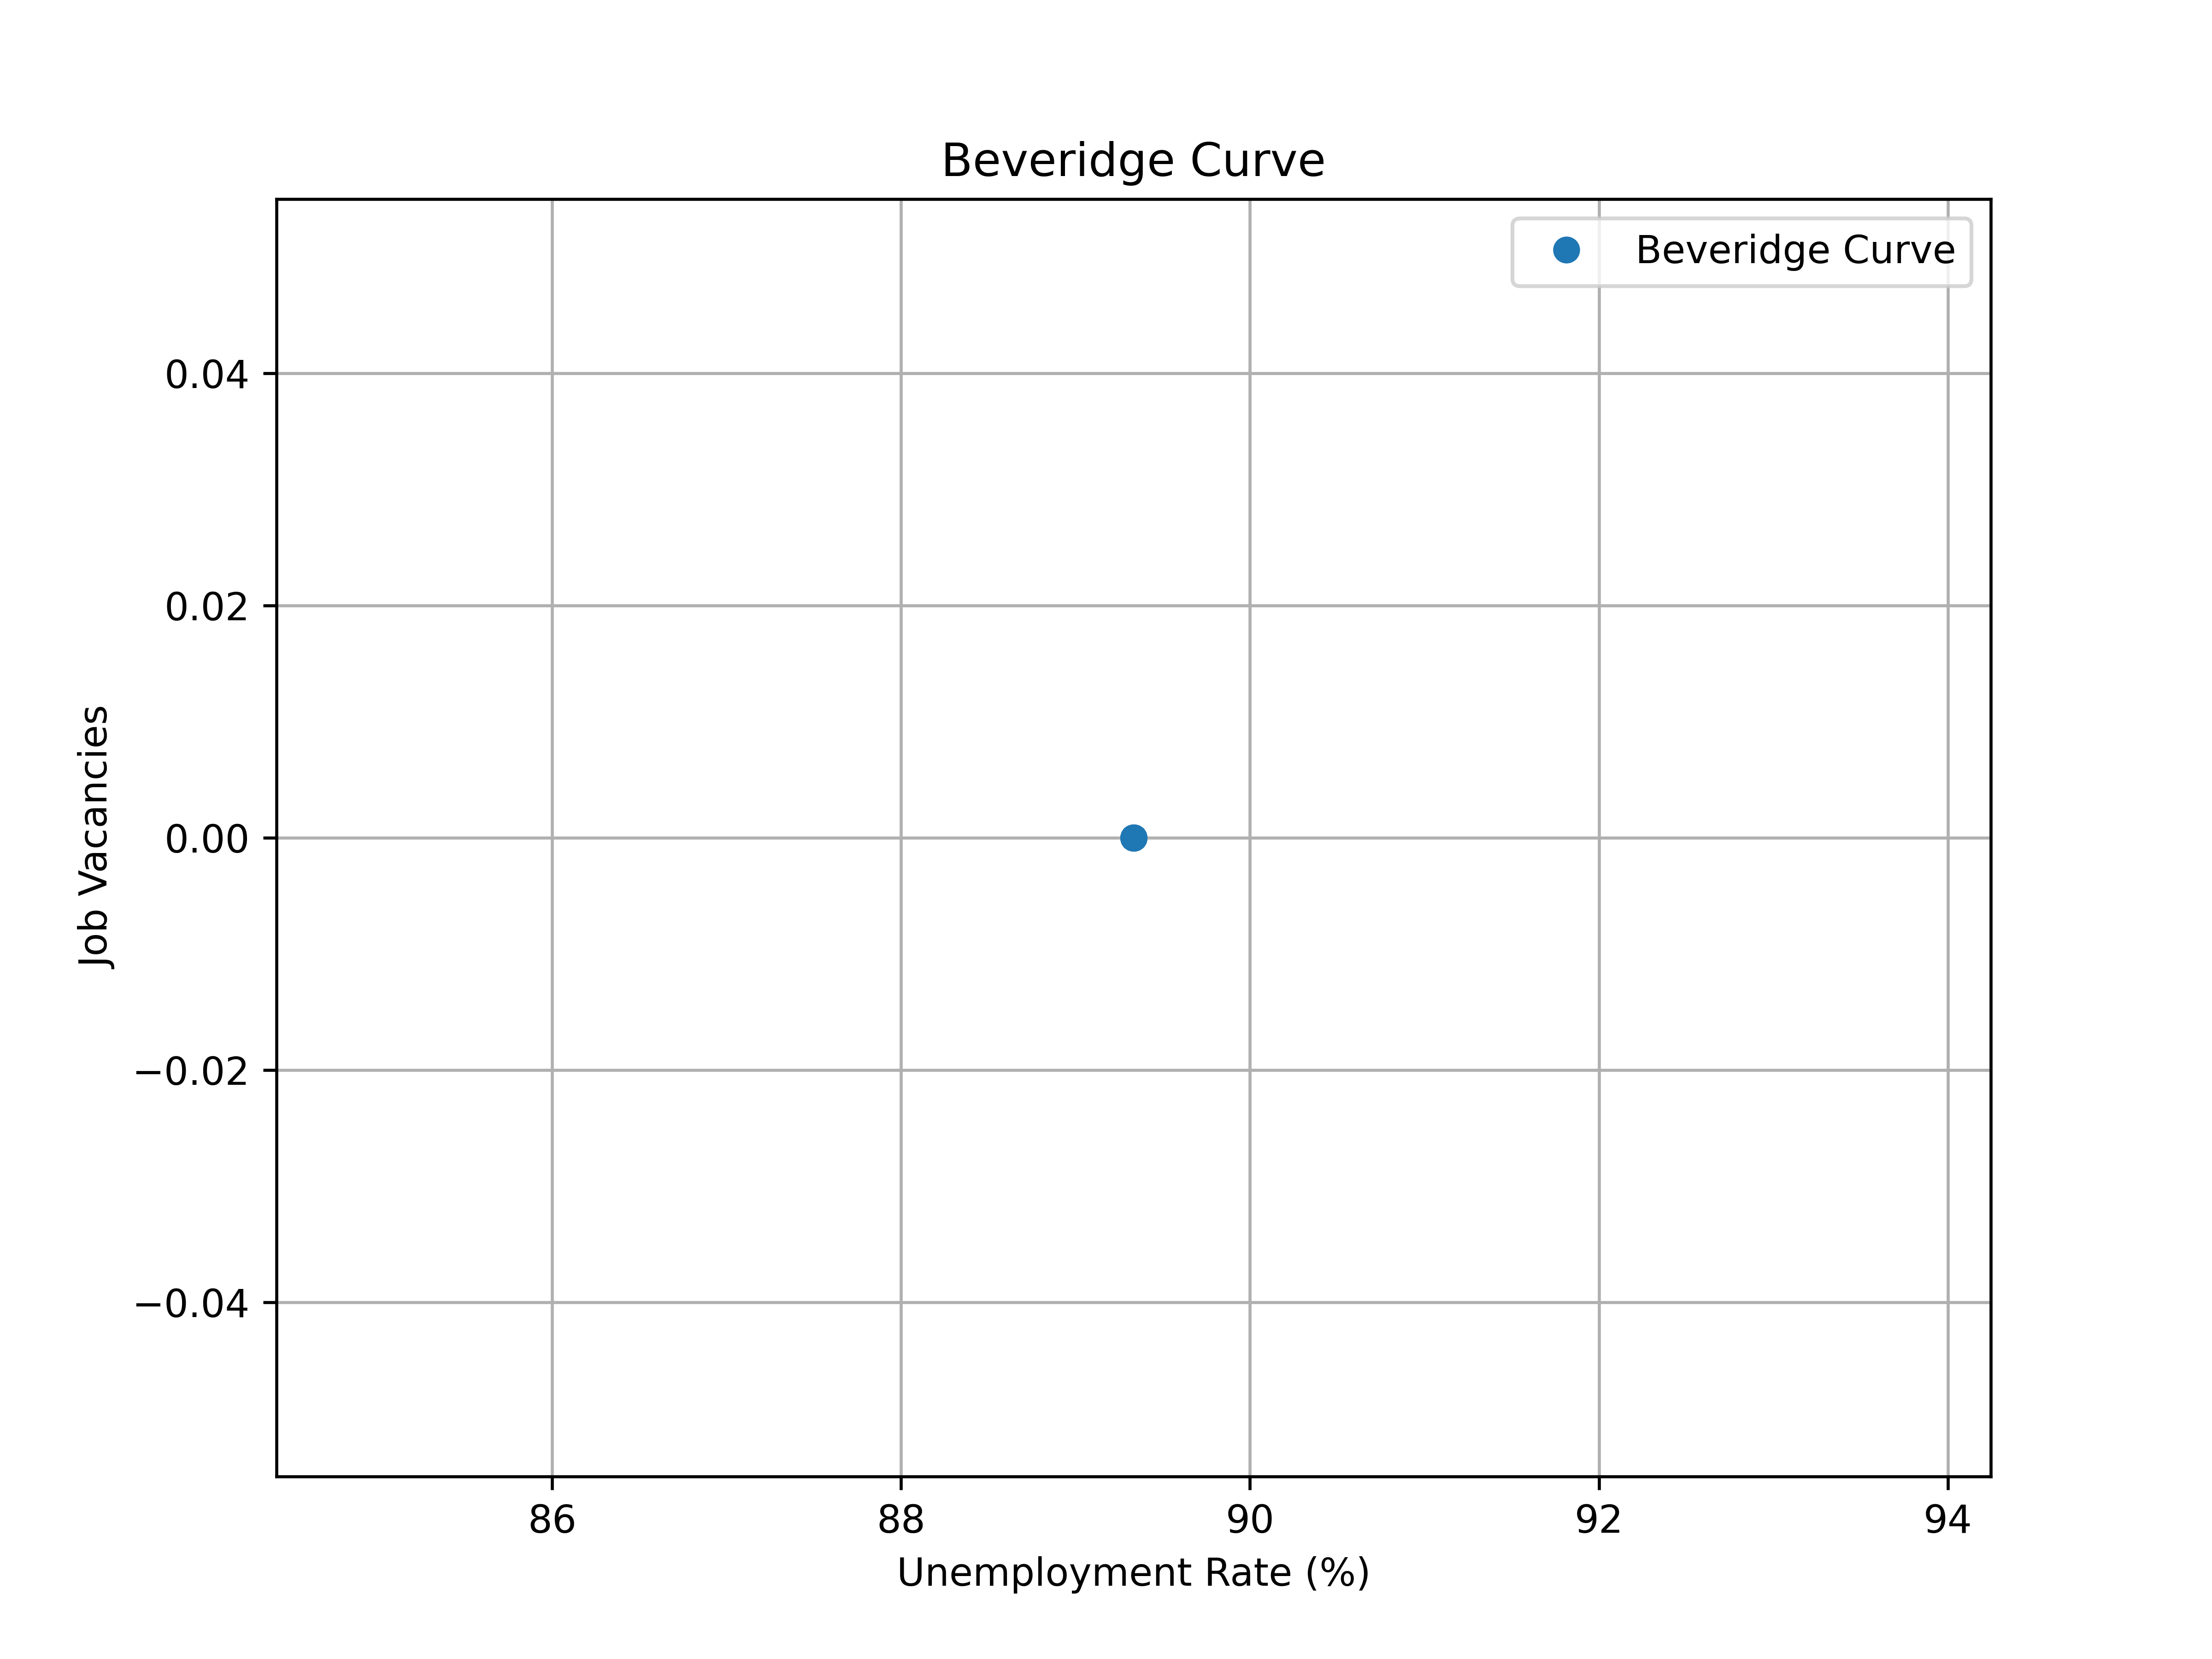 Beveridge Curve
Beveridge Curve
0.04
0.02
0.00
−0.02
−0.04
Job Vacancies
86 88 90 92 94
Unemployment Rate (%)